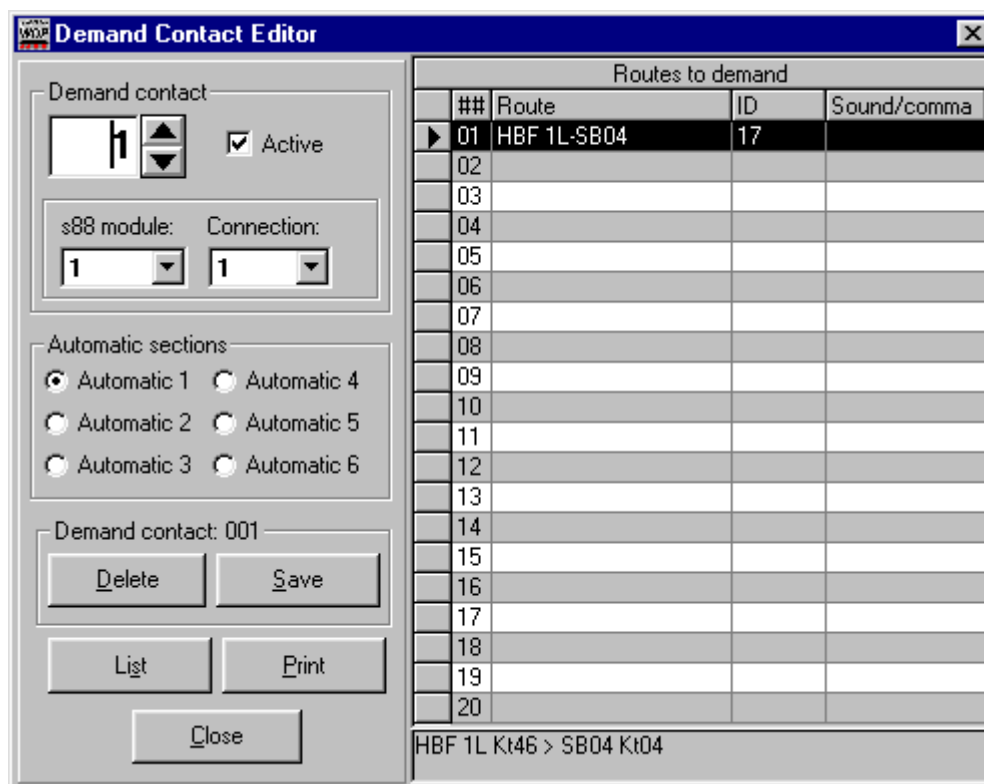 Demand Contact Editor
Demand contact
1
Active
s88 module: Connection:
1 1
Automatic sections
Automatic 1 Automatic 4
Automatic 2 Automatic 5
Automatic 3 Automatic 6
Demand contact: 001
Delete Save
List Print
Close
Routes to demand
## Route ID Sound/comma
01 HBF 1L-SB04 17
02
03
04
05
06
07
08
09
10
11
12
13
14
15
16
17
18
19
20
HBF 1L Kt46 > SB04 Kt04